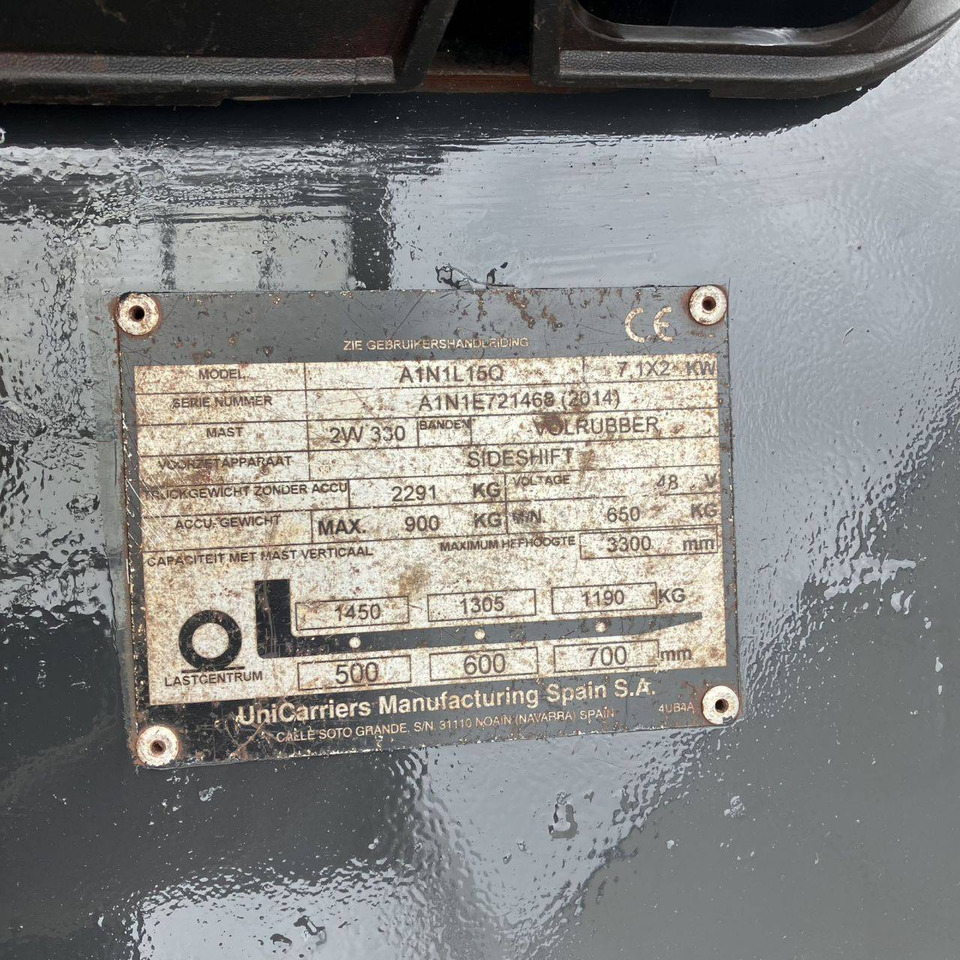 CE
ZIE GEBRUIKERSHANDLEIDING
MODEL A1N1L15Q 7,1X2 KW
SERIE NUMMER A1N1E721468 (2014)
MAST 2W 330 BANDEN VOLRUBBER
VOORZETAPPARAAT SIDESHIFT
TRUCKGEWICHT ZONDER ACCU 2291 KG VOLTAGE 48 V
ACCU-GEWICHT MAX. 900 KG MIN. 650 KG
CAPACITEIT MET MAST VERTICAAL MAXIMUM HEFHOOGTE 3300 mm
1450 1305 1190 KG
LASTCENTRUM 500 600 700 mm
UniCarriers Manufacturing Spain S.A.
CALLE SOTO GRANDE, S/N. 31110 NOAIN (NAVARRA) SPAIN 4UB4A